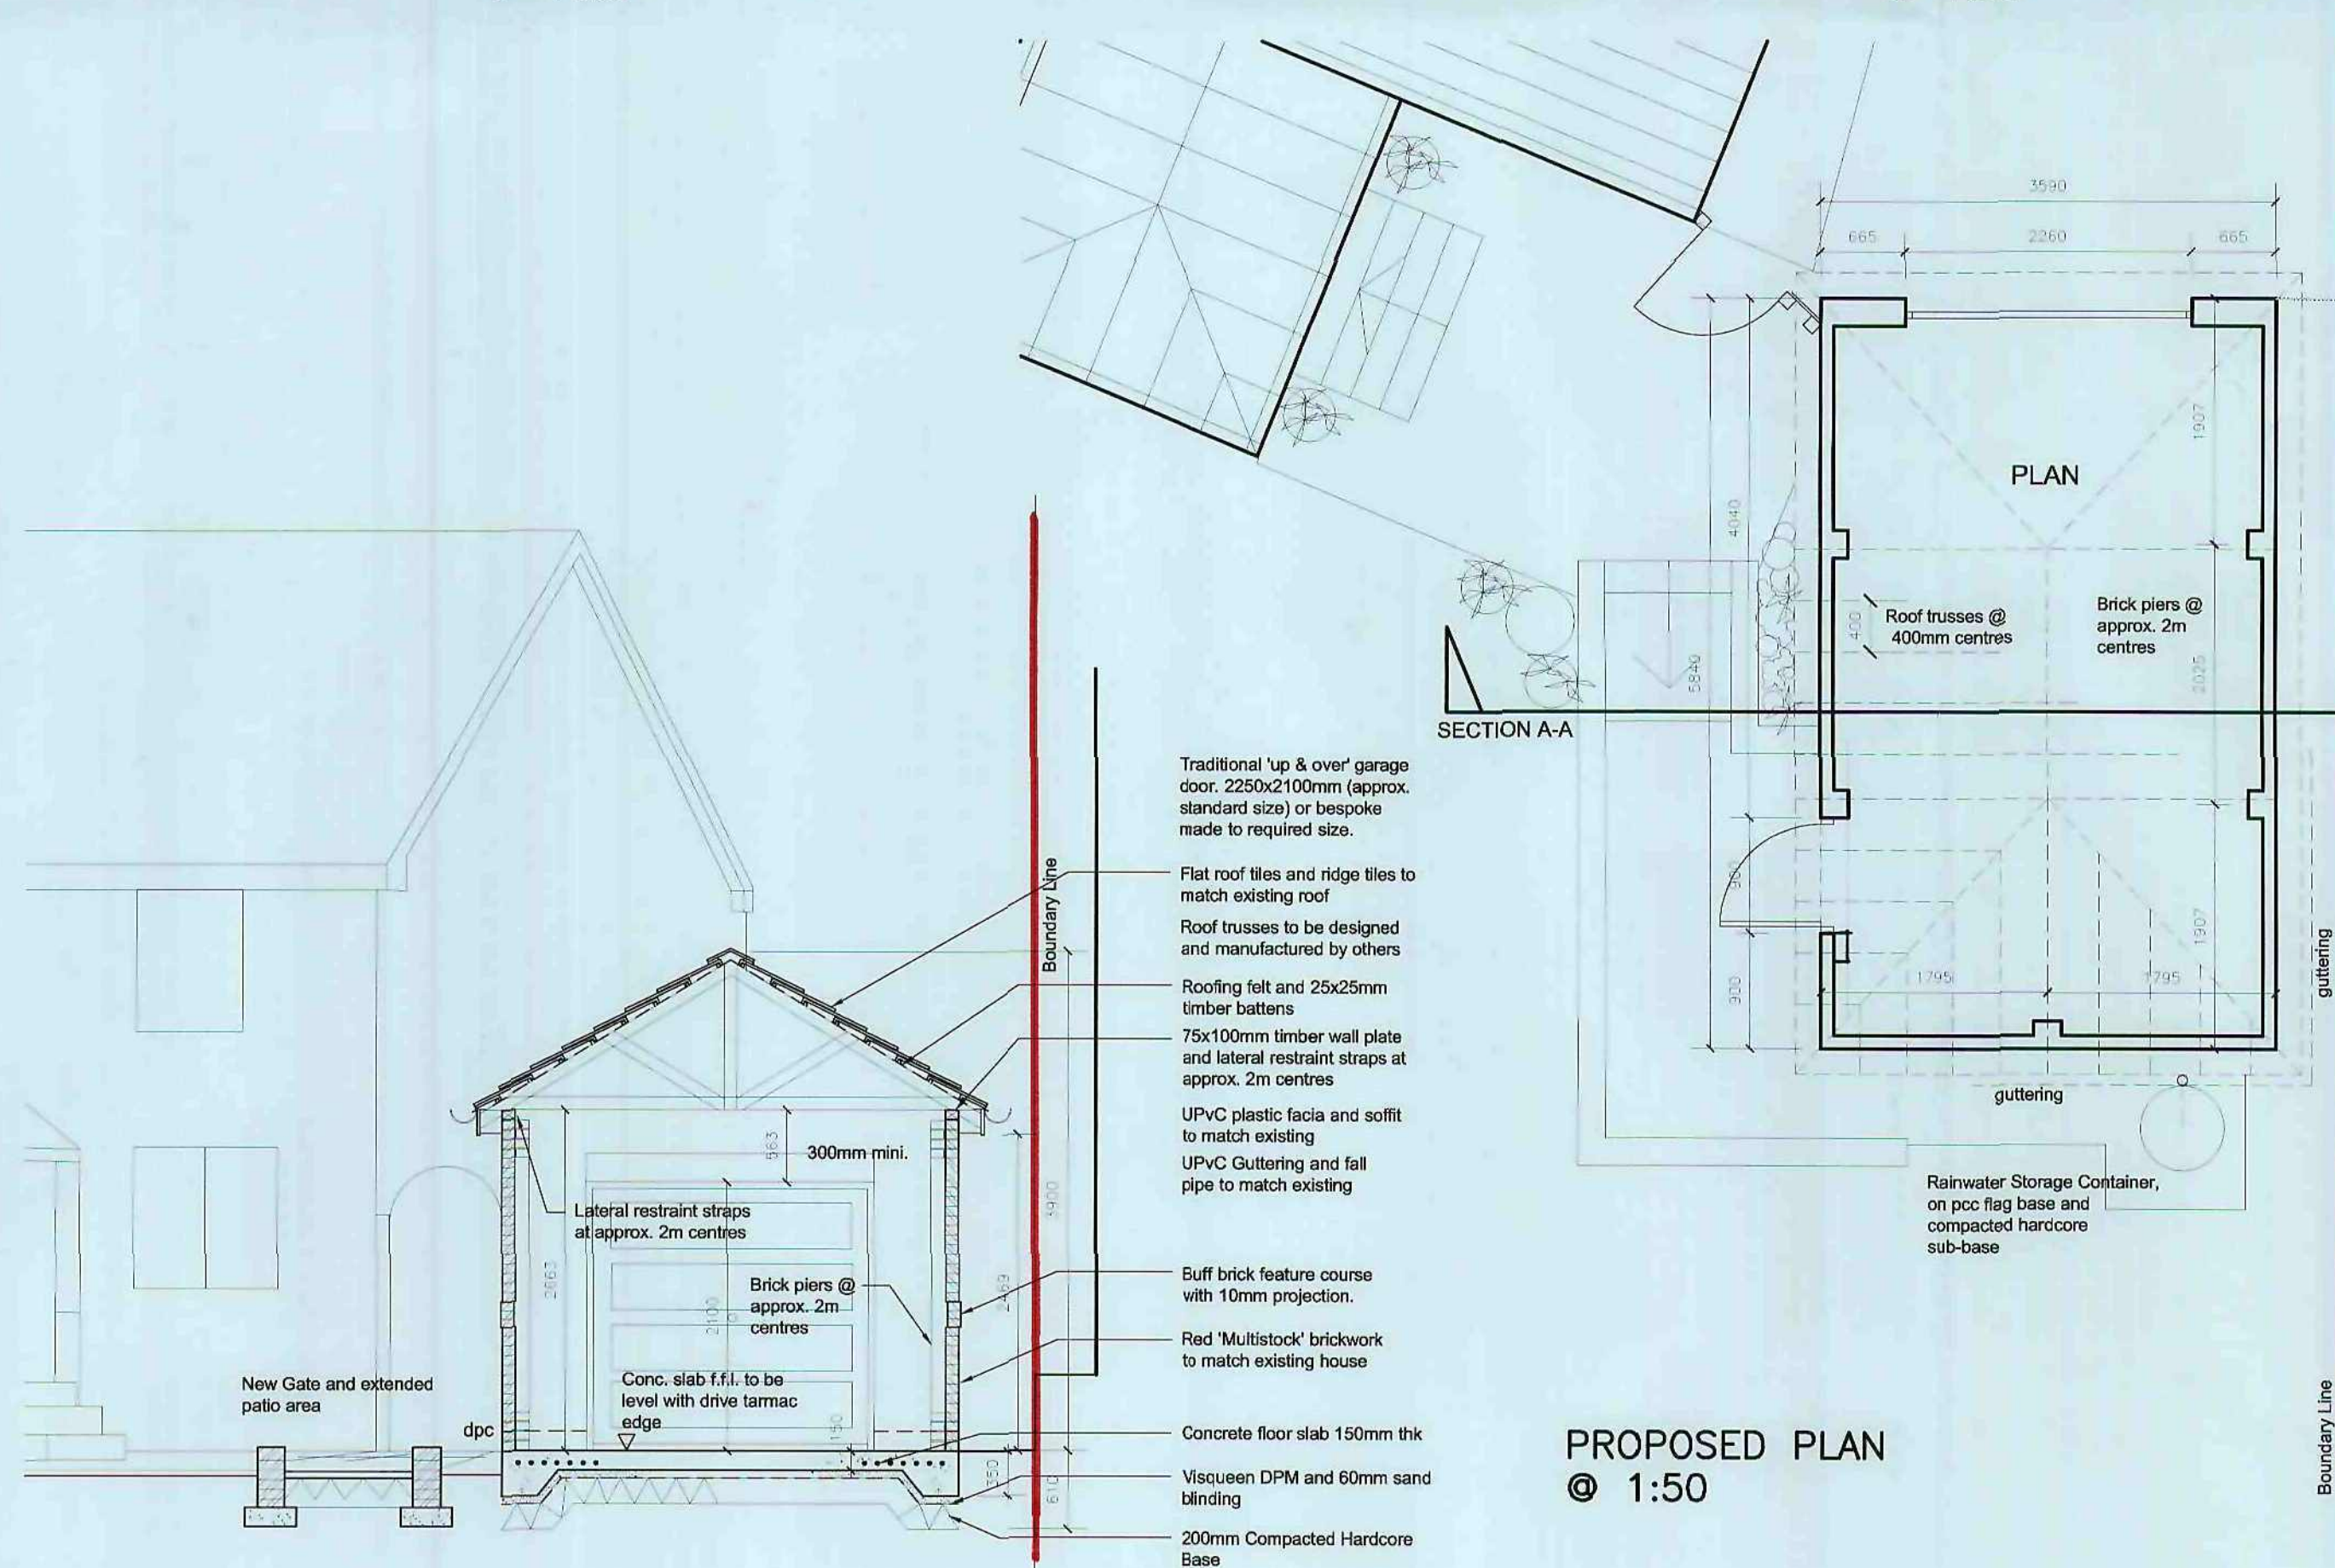 3590
665
2260
665
PLAN
1907
4040
Roof trusses @
400mm centres
400
Brick piers @
approx. 2m
centres
5840
2025
SECTION A-A
900
900
1907
1795
1795
guttering
guttering
Rainwater Storage Container,
on pcc flag base and
compacted hardcore
sub-base
Boundary Line
PROPOSED PLAN
@ 1:50
Boundary Line
Traditional 'up & over' garage
door. 2250x2100mm (approx.
standard size) or bespoke
made to required size.
Flat roof tiles and ridge tiles to
match existing roof
Roof trusses to be designed
and manufactured by others
Roofing felt and 25x25mm
timber battens
75x100mm timber wall plate
and lateral restraint straps at
approx. 2m centres
UPvC plastic facia and soffit
to match existing
UPvC Guttering and fall
pipe to match existing
Buff brick feature course
with 10mm projection.
Red 'Multistock' brickwork
to match existing house
Concrete floor slab 150mm thk
Visqueen DPM and 60mm sand
blinding
200mm Compacted Hardcore
Base
563
300mm mini.
Lateral restraint straps
at approx. 2m centres
3900
2663
2469
2100
Brick piers @
approx. 2m
centres
Conc. slab f.f.l. to be
level with drive tarmac
edge
150
dpc
New Gate and extended
patio area
350
610